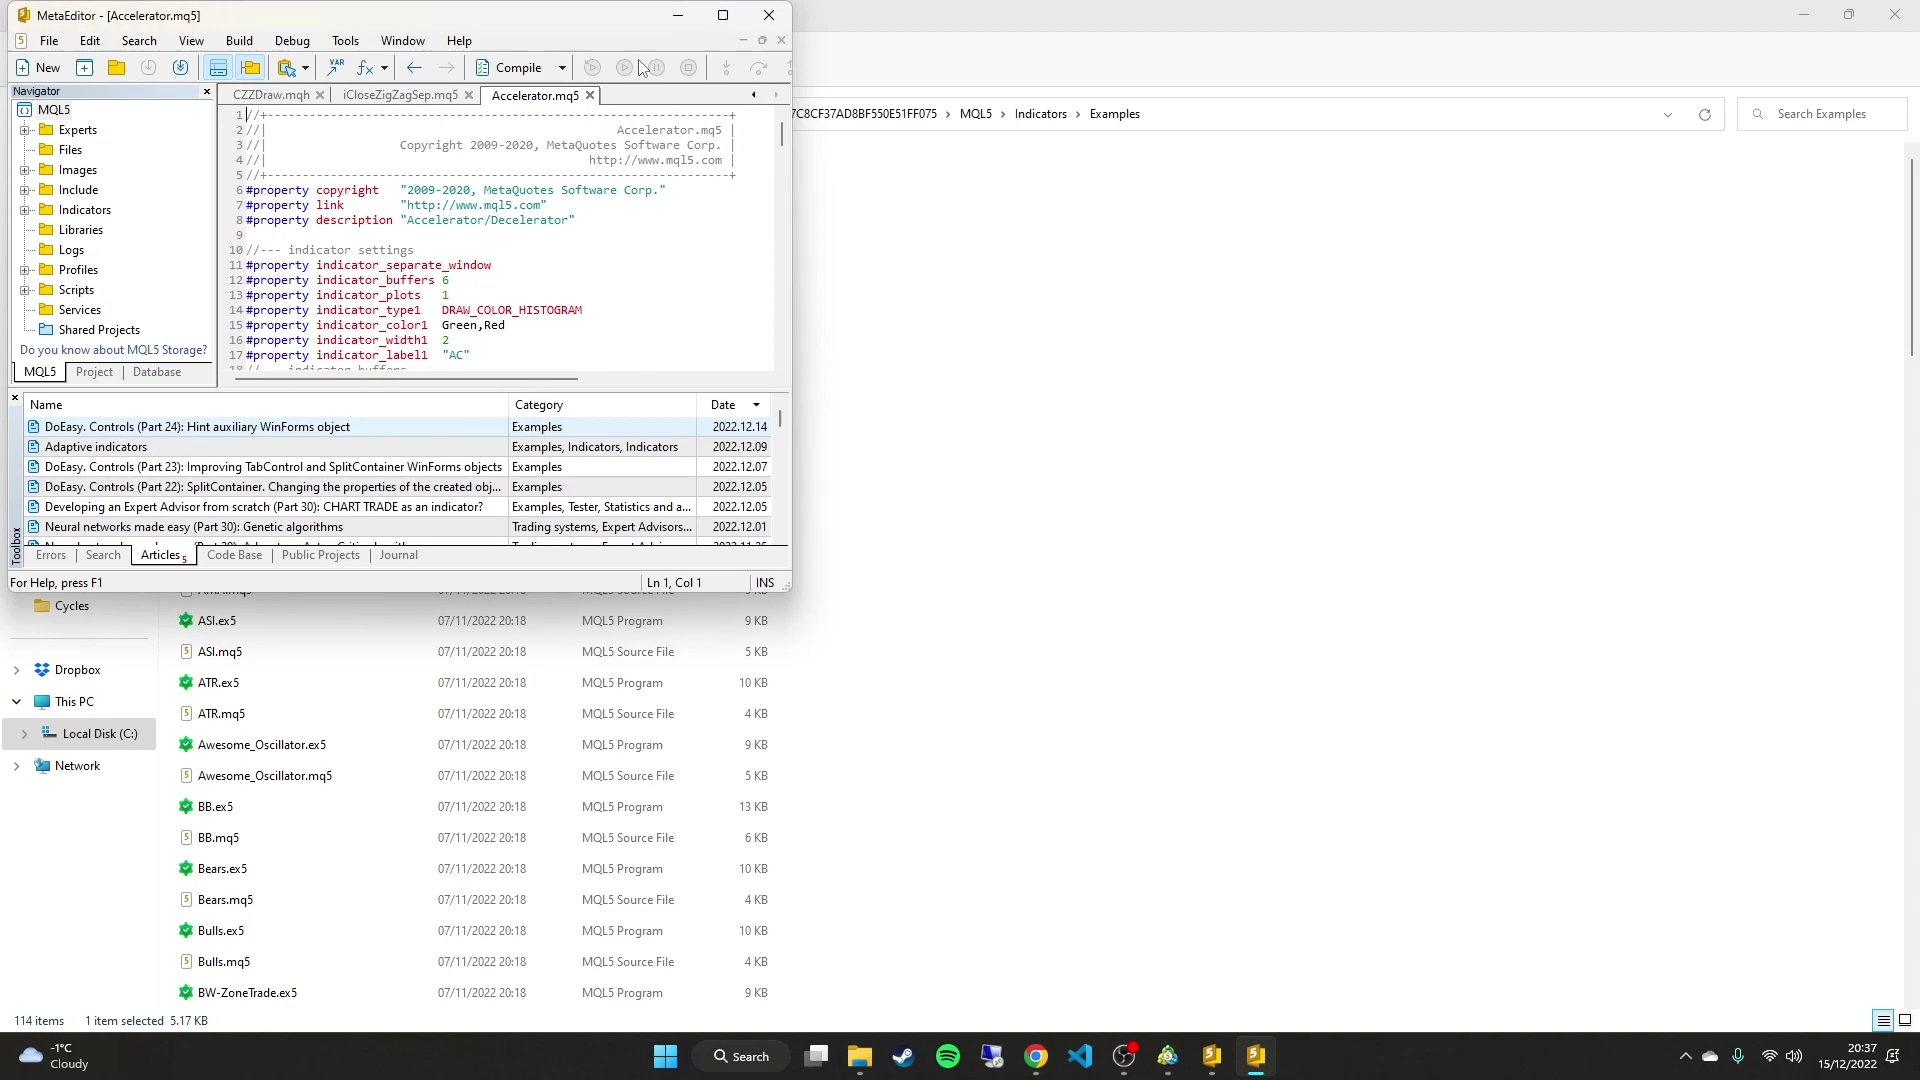 MetaEditor - [Accelerator.mq5]
File Edit Search View Build Debug Tools Window Help
New VAR Compile
Navigator
CZZDraw.mqh iCloseZigZagSep.mq5 Accelerator.mq5
MQL5
Experts
Files
Images
Include
Indicators
Libraries
Logs
Profiles
Scripts
Services
Shared Projects
Do you know about MQL5 Storage?
MQL5 Project Database
1 //+------------------------------------------------------------------+
2 //| Accelerator.mq5 |
3 //| Copyright 2009-2020, MetaQuotes Software Corp. |
4 //| http://www.mql5.com |
5 //+------------------------------------------------------------------+
6 #property copyright "2009-2020, MetaQuotes Software Corp."
7 #property link "http://www.mql5.com"
8 #property description "Accelerator/Decelerator"
9
10 //--- indicator settings
11 #property indicator_separate_window
12 #property indicator_buffers 6
13 #property indicator_plots 1
14 #property indicator_type1 DRAW_COLOR_HISTOGRAM
15 #property indicator_color1 Green,Red
16 #property indicator_width1 2
17 #property indicator_label1 "AC"
7C8CF37AD8BF550E51FF075 > MQL5 > Indicators > Examples
Search Examples
Name Category Date
DoEasy. Controls (Part 24): Hint auxiliary WinForms object Examples 2022.12.14
Adaptive indicators Examples, Indicators, Indicators 2022.12.09
DoEasy. Controls (Part 23): Improving TabControl and SplitContainer WinForms objects Examples 2022.12.07
DoEasy. Controls (Part 22): SplitContainer. Changing the properties of the created obj... Examples 2022.12.05
Developing an Expert Advisor from scratch (Part 30): CHART TRADE as an indicator? Examples, Tester, Statistics and a... 2022.12.05
Neural networks made easy (Part 30): Genetic algorithms Trading systems, Expert Advisors... 2022.12.01
Toolbox
Errors Search Articles 5 Code Base Public Projects Journal
For Help, press F1 Ln 1, Col 1 INS
Cycles
Dropbox
This PC
Local Disk (C:)
Network
ASI.ex5 07/11/2022 20:18 MQL5 Program 9 KB
ASI.mq5 07/11/2022 20:18 MQL5 Source File 5 KB
ATR.ex5 07/11/2022 20:18 MQL5 Program 10 KB
ATR.mq5 07/11/2022 20:18 MQL5 Source File 4 KB
Awesome_Oscillator.ex5 07/11/2022 20:18 MQL5 Program 9 KB
Awesome_Oscillator.mq5 07/11/2022 20:18 MQL5 Source File 5 KB
BB.ex5 07/11/2022 20:18 MQL5 Program 13 KB
BB.mq5 07/11/2022 20:18 MQL5 Source File 6 KB
Bears.ex5 07/11/2022 20:18 MQL5 Program 10 KB
Bears.mq5 07/11/2022 20:18 MQL5 Source File 4 KB
Bulls.ex5 07/11/2022 20:18 MQL5 Program 10 KB
Bulls.mq5 07/11/2022 20:18 MQL5 Source File 4 KB
BW-ZoneTrade.ex5 07/11/2022 20:18 MQL5 Program 9 KB
114 items 1 item selected 5.17 KB
-1°C
Cloudy
Search
20:37
15/12/2022